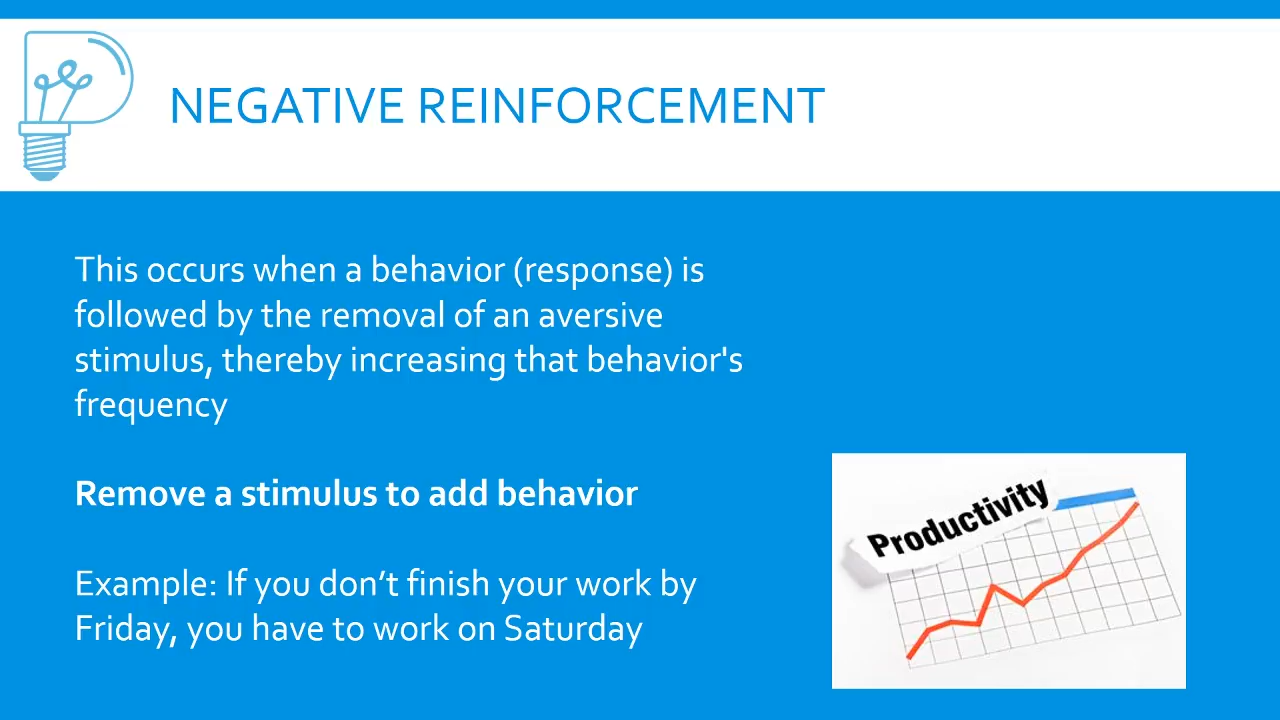 NEGATIVE REINFORCEMENT
This occurs when a behavior (response) is
followed by the removal of an aversive
stimulus, thereby increasing that behavior's
frequency
Remove a stimulus to add behavior
Example: If you don’t finish your work by
Friday, you have to work on Saturday
Productivity